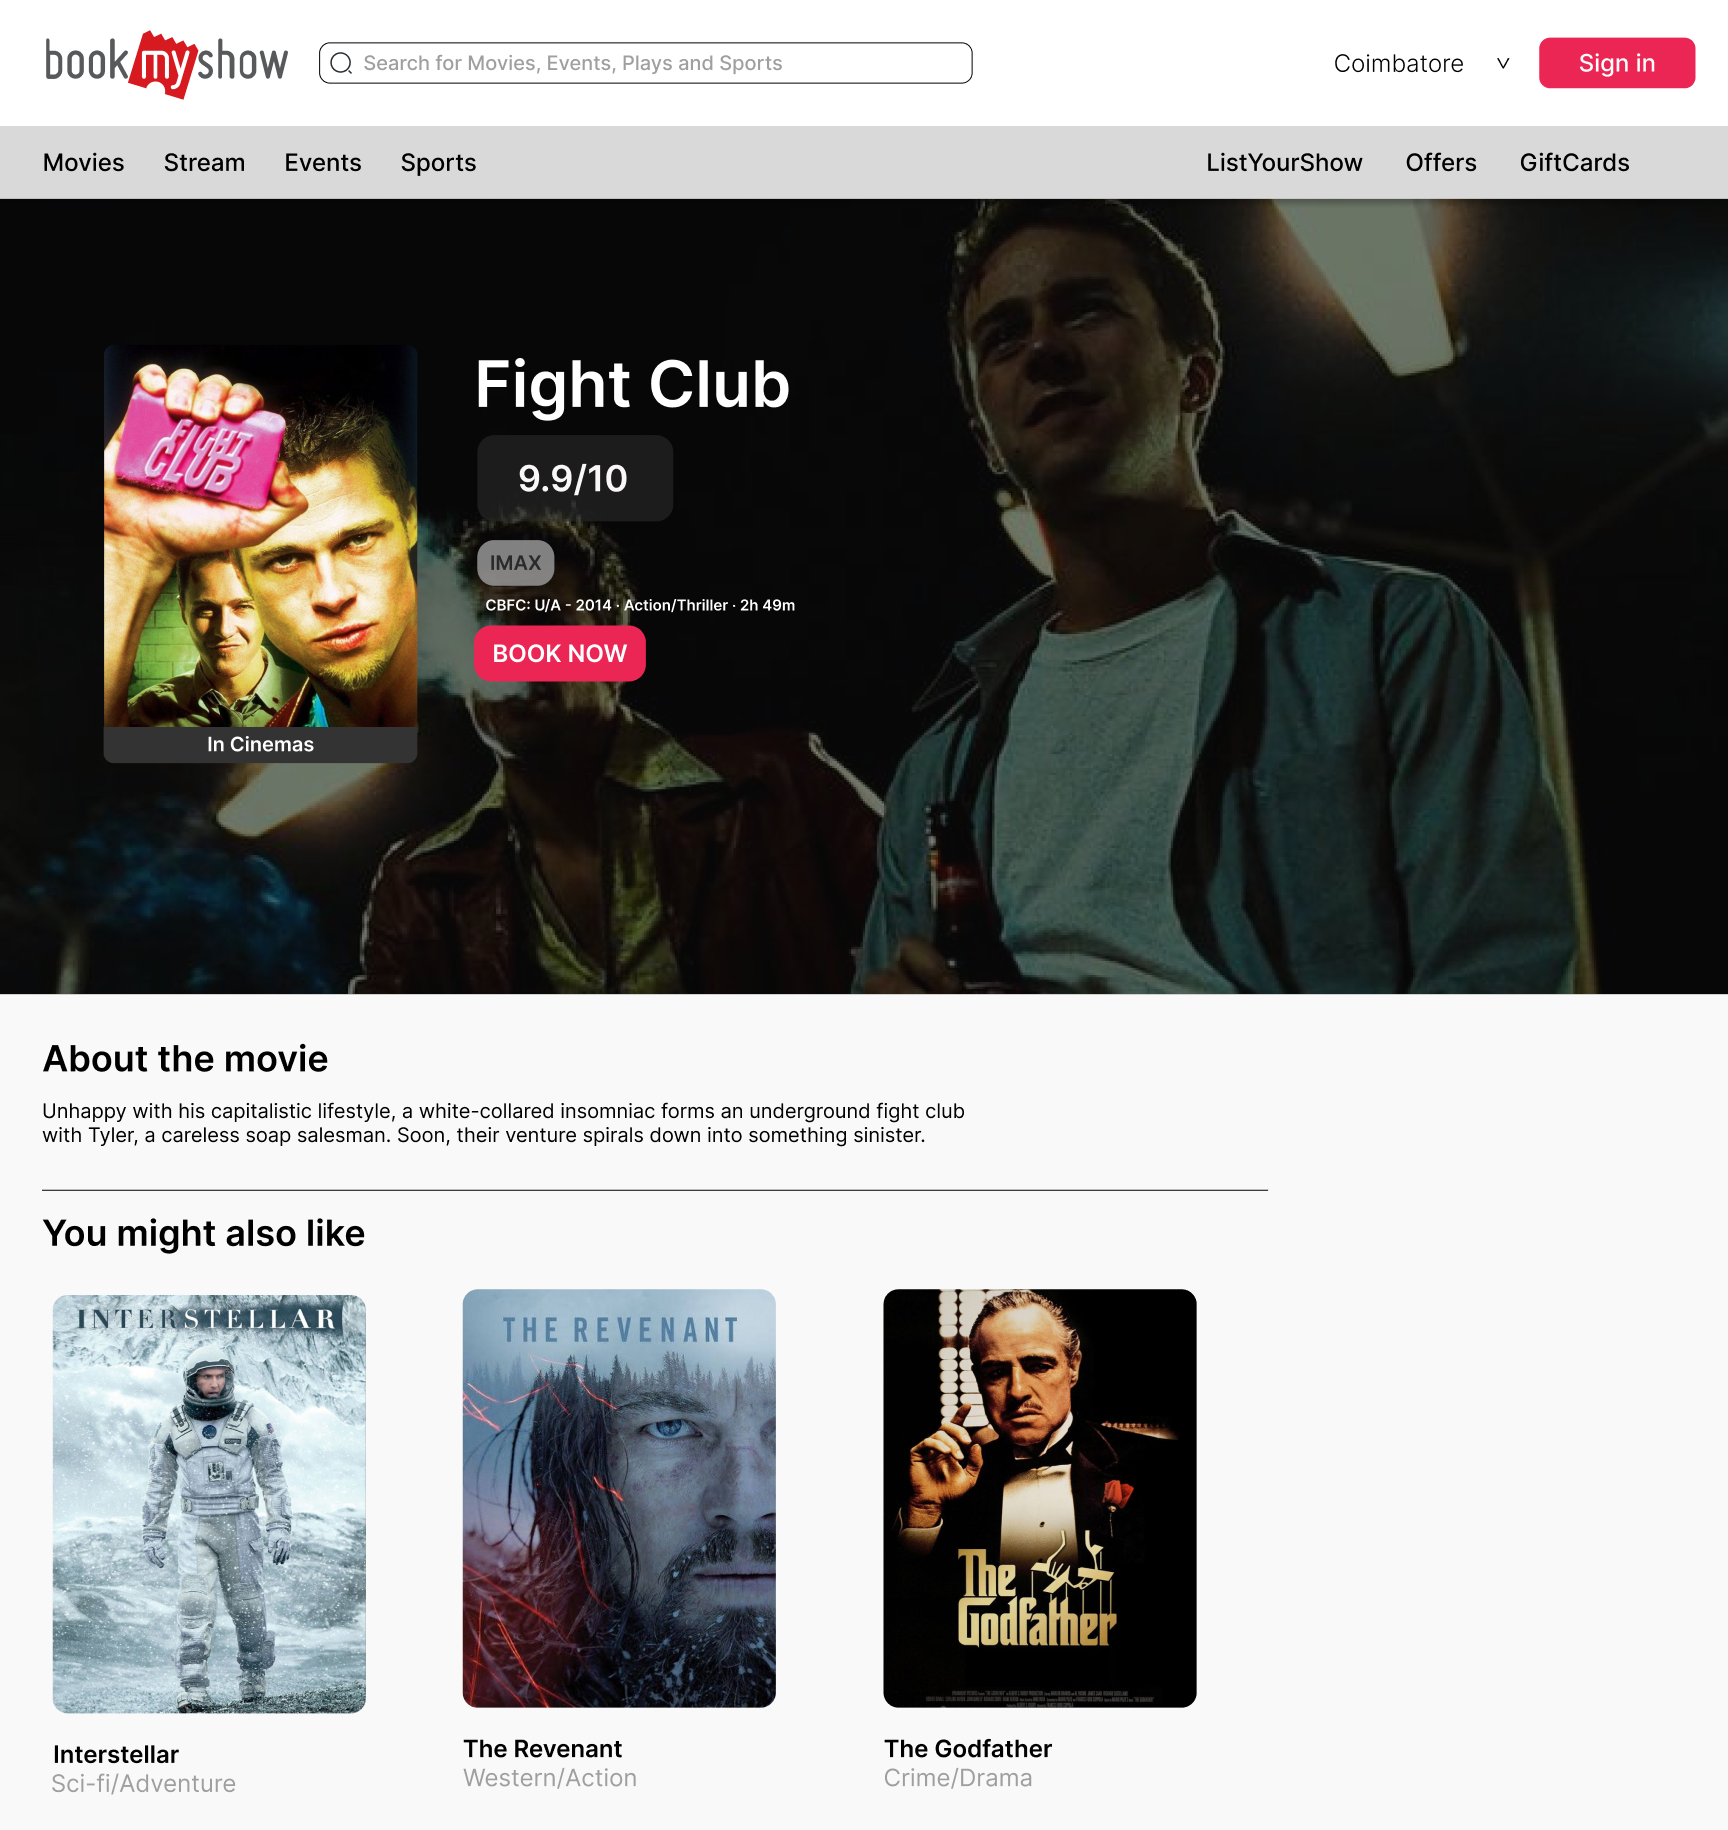 bookmyshow
Search for Movies, Events, Plays and Sports
Coimbatore
Sign in
Movies Stream Events Sports
ListYourShow Offers GiftCards
FIGHT
CLUB
In Cinemas
Fight Club
9.9/10
IMAX
CBFC: U/A - 2014 · Action/Thriller · 2h 49m
BOOK NOW
About the movie
Unhappy with his capitalistic lifestyle, a white-collared insomniac forms an underground fight club
with Tyler, a careless soap salesman. Soon, their venture spirals down into something sinister.
You might also like
INTERSTELLAR
Interstellar
Sci-fi/Adventure
THE REVENANT
The Revenant
Western/Action
The
Godfather
The Godfather
Crime/Drama